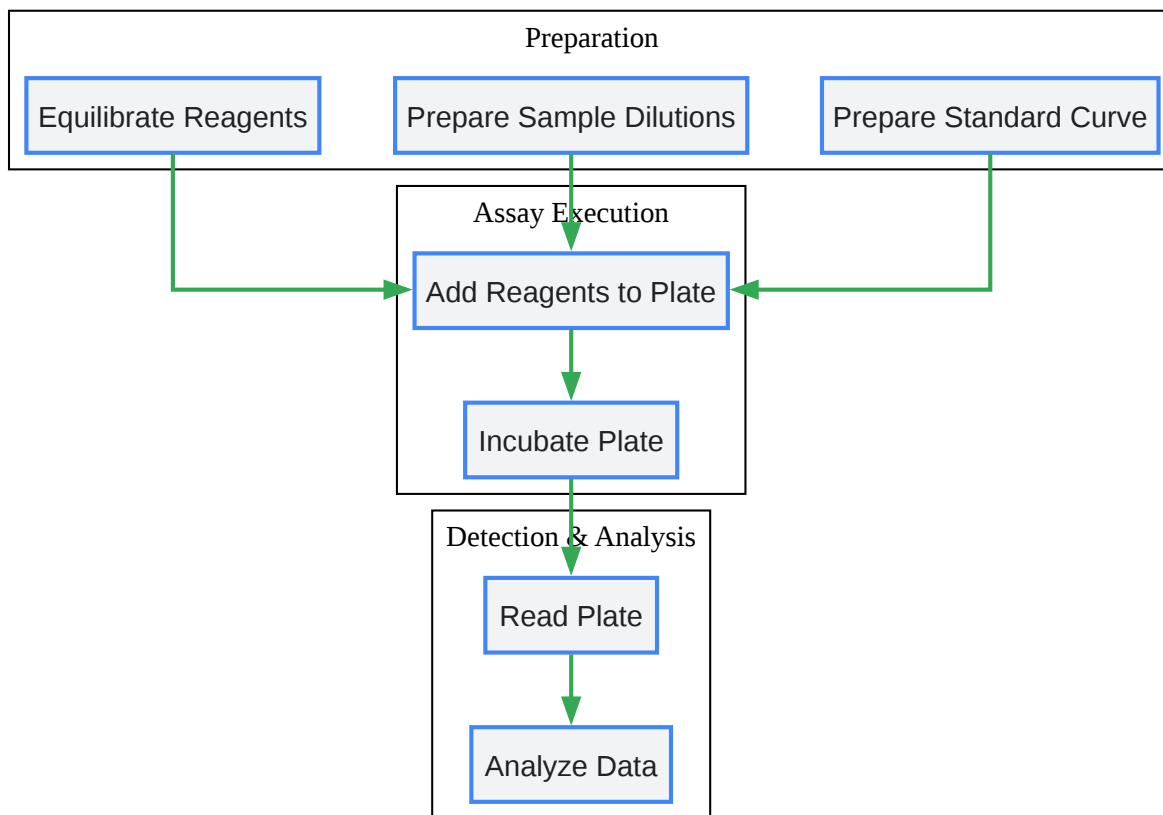 Preparation
Equilibrate Reagents
Prepare Sample Dilutions
Prepare Standard Curve
Assay Execution
Add Reagents to Plate
Incubate Plate
Detection & Analysis
Read Plate
Analyze Data